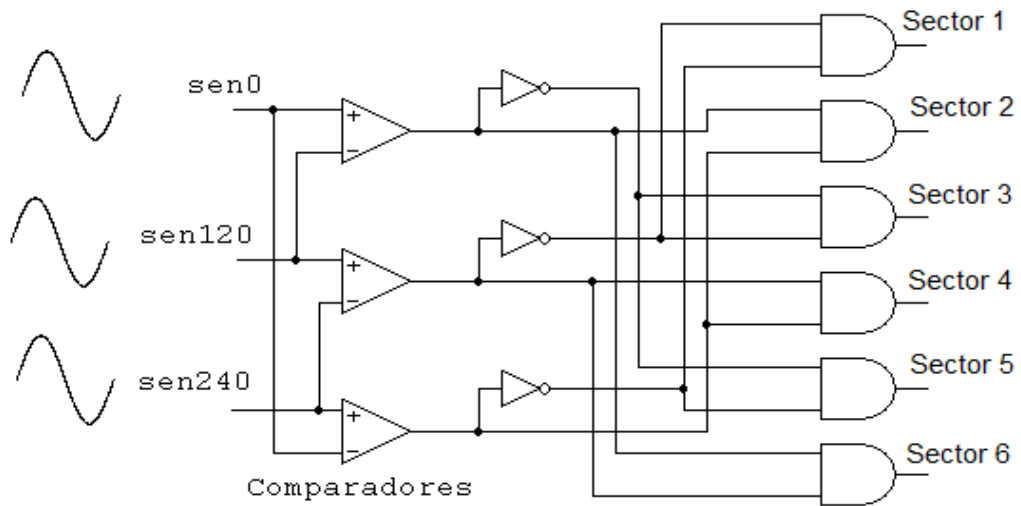 Sector 1
sen0
Sector 2
Sector 3
sen120
Sector 4
sen240
Sector 5
Sector 6
Comparadores